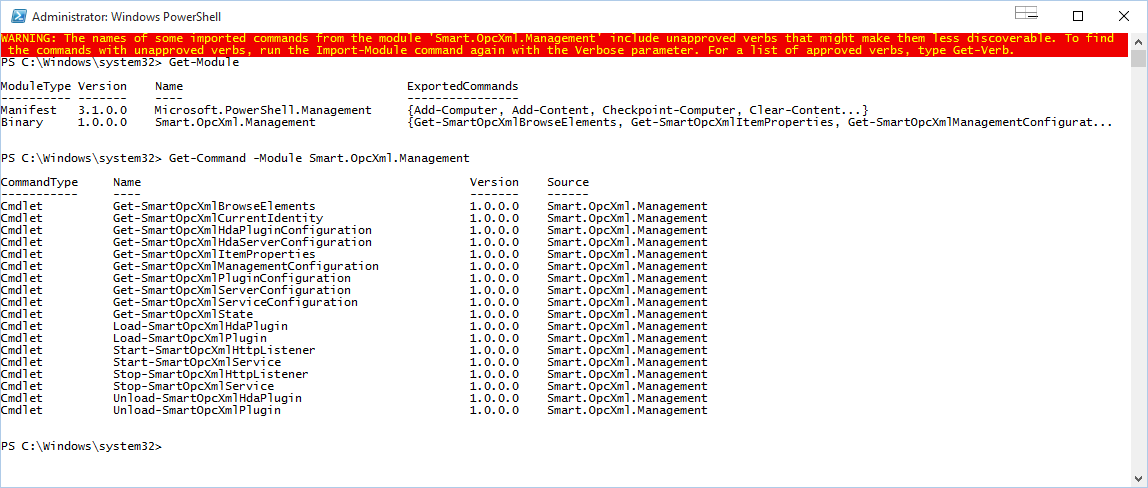 Administrator: Windows PowerShell
WARNING: The names of some imported commands from the module 'Smart.OpcXml.Management' include unapproved verbs that might make them less discoverable. To find
 the commands with unapproved verbs, run the Import-Module command again with the Verbose parameter. For a list of approved verbs, type Get-Verb.
PS C:\Windows\system32> Get-Module
ModuleType Version    Name                                ExportedCommands
---------- -------    ----                                ----------------
Manifest   3.1.0.0    Microsoft.PowerShell.Management     {Add-Computer, Add-Content, Checkpoint-Computer, Clear-Content...}
Binary     1.0.0.0    Smart.OpcXml.Management             {Get-SmartOpcXmlBrowseElements, Get-SmartOpcXmlItemProperties, Get-SmartOpcXmlManagementConfigurat...
PS C:\Windows\system32> Get-Command -Module Smart.OpcXml.Management
CommandType     Name                                               Version    Source
-----------     ----                                               -------    ------
Cmdlet          Get-SmartOpcXmlBrowseElements                      1.0.0.0    Smart.OpcXml.Management
Cmdlet          Get-SmartOpcXmlCurrentIdentity                     1.0.0.0    Smart.OpcXml.Management
Cmdlet          Get-SmartOpcXmlHdaPluginConfiguration              1.0.0.0    Smart.OpcXml.Management
Cmdlet          Get-SmartOpcXmlHdaServerConfiguration              1.0.0.0    Smart.OpcXml.Management
Cmdlet          Get-SmartOpcXmlItemProperties                      1.0.0.0    Smart.OpcXml.Management
Cmdlet          Get-SmartOpcXmlManagementConfiguration             1.0.0.0    Smart.OpcXml.Management
Cmdlet          Get-SmartOpcXmlPluginConfiguration                 1.0.0.0    Smart.OpcXml.Management
Cmdlet          Get-SmartOpcXmlServerConfiguration                 1.0.0.0    Smart.OpcXml.Management
Cmdlet          Get-SmartOpcXmlServiceConfiguration                1.0.0.0    Smart.OpcXml.Management
Cmdlet          Get-SmartOpcXmlState                               1.0.0.0    Smart.OpcXml.Management
Cmdlet          Load-SmartOpcXmlHdaPlugin                          1.0.0.0    Smart.OpcXml.Management
Cmdlet          Load-SmartOpcXmlPlugin                             1.0.0.0    Smart.OpcXml.Management
Cmdlet          Start-SmartOpcXmlHttpListener                      1.0.0.0    Smart.OpcXml.Management
Cmdlet          Start-SmartOpcXmlService                           1.0.0.0    Smart.OpcXml.Management
Cmdlet          Stop-SmartOpcXmlHttpListener                       1.0.0.0    Smart.OpcXml.Management
Cmdlet          Stop-SmartOpcXmlService                            1.0.0.0    Smart.OpcXml.Management
Cmdlet          Unload-SmartOpcXmlHdaPlugin                        1.0.0.0    Smart.OpcXml.Management
Cmdlet          Unload-SmartOpcXmlPlugin                           1.0.0.0    Smart.OpcXml.Management
PS C:\Windows\system32>